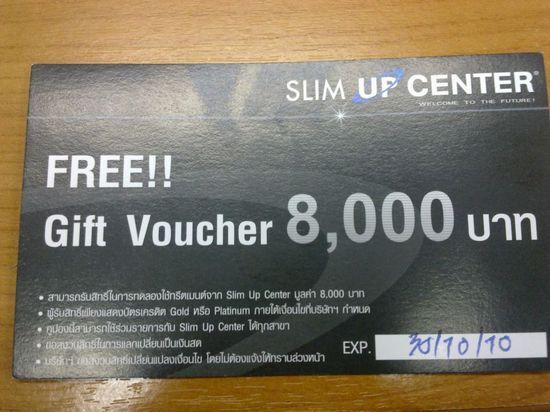 SLIM UP CENTER®
WELCOME TO THE FUTURE!
FREE!!
Gift Voucher 8,000 บาท
• สามารถรับสิทธิ์ในการทดลองใช้ทรีตเมนต์จาก Slim Up Center มูลค่า 8,000 บาท
• ผู้รับสิทธิ์เพียงแสดงบัตรเครดิต Gold หรือ Platinum ภายใต้เงื่อนไขที่บริษัทฯ กำหนด
• คูปองนี้สามารถใช้ร่วมรายการกับ Slim Up Center ได้ทุกสาขา
• ขอสงวนสิทธิ์ในการแลกเปลี่ยนเป็นเงินสด
• บริษัทฯ ขอสงวนสิทธิ์เปลี่ยนแปลงเงื่อนไข โดยไม่ต้องแจ้งให้ทราบล่วงหน้า
EXP. 30/10/10